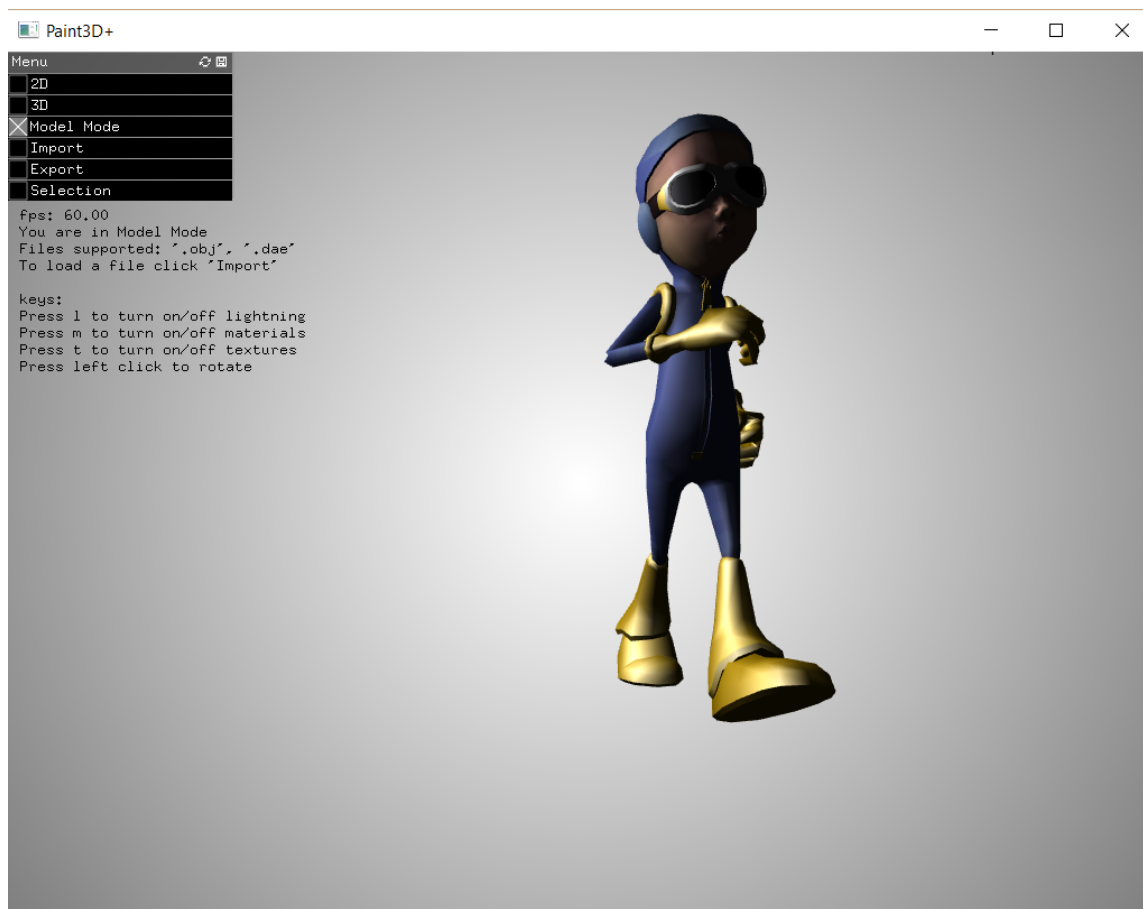 Paint3D+
Menu
2D
3D
Model Mode
Import
Export
Selection
fps: 60.00
You are in Model Mode
Files supported: '.obj', '.dae'
To load a file click 'Import'
keys:
Press l to turn on/off lightning
Press m to turn on/off materials
Press t to turn on/off textures
Press left click to rotate